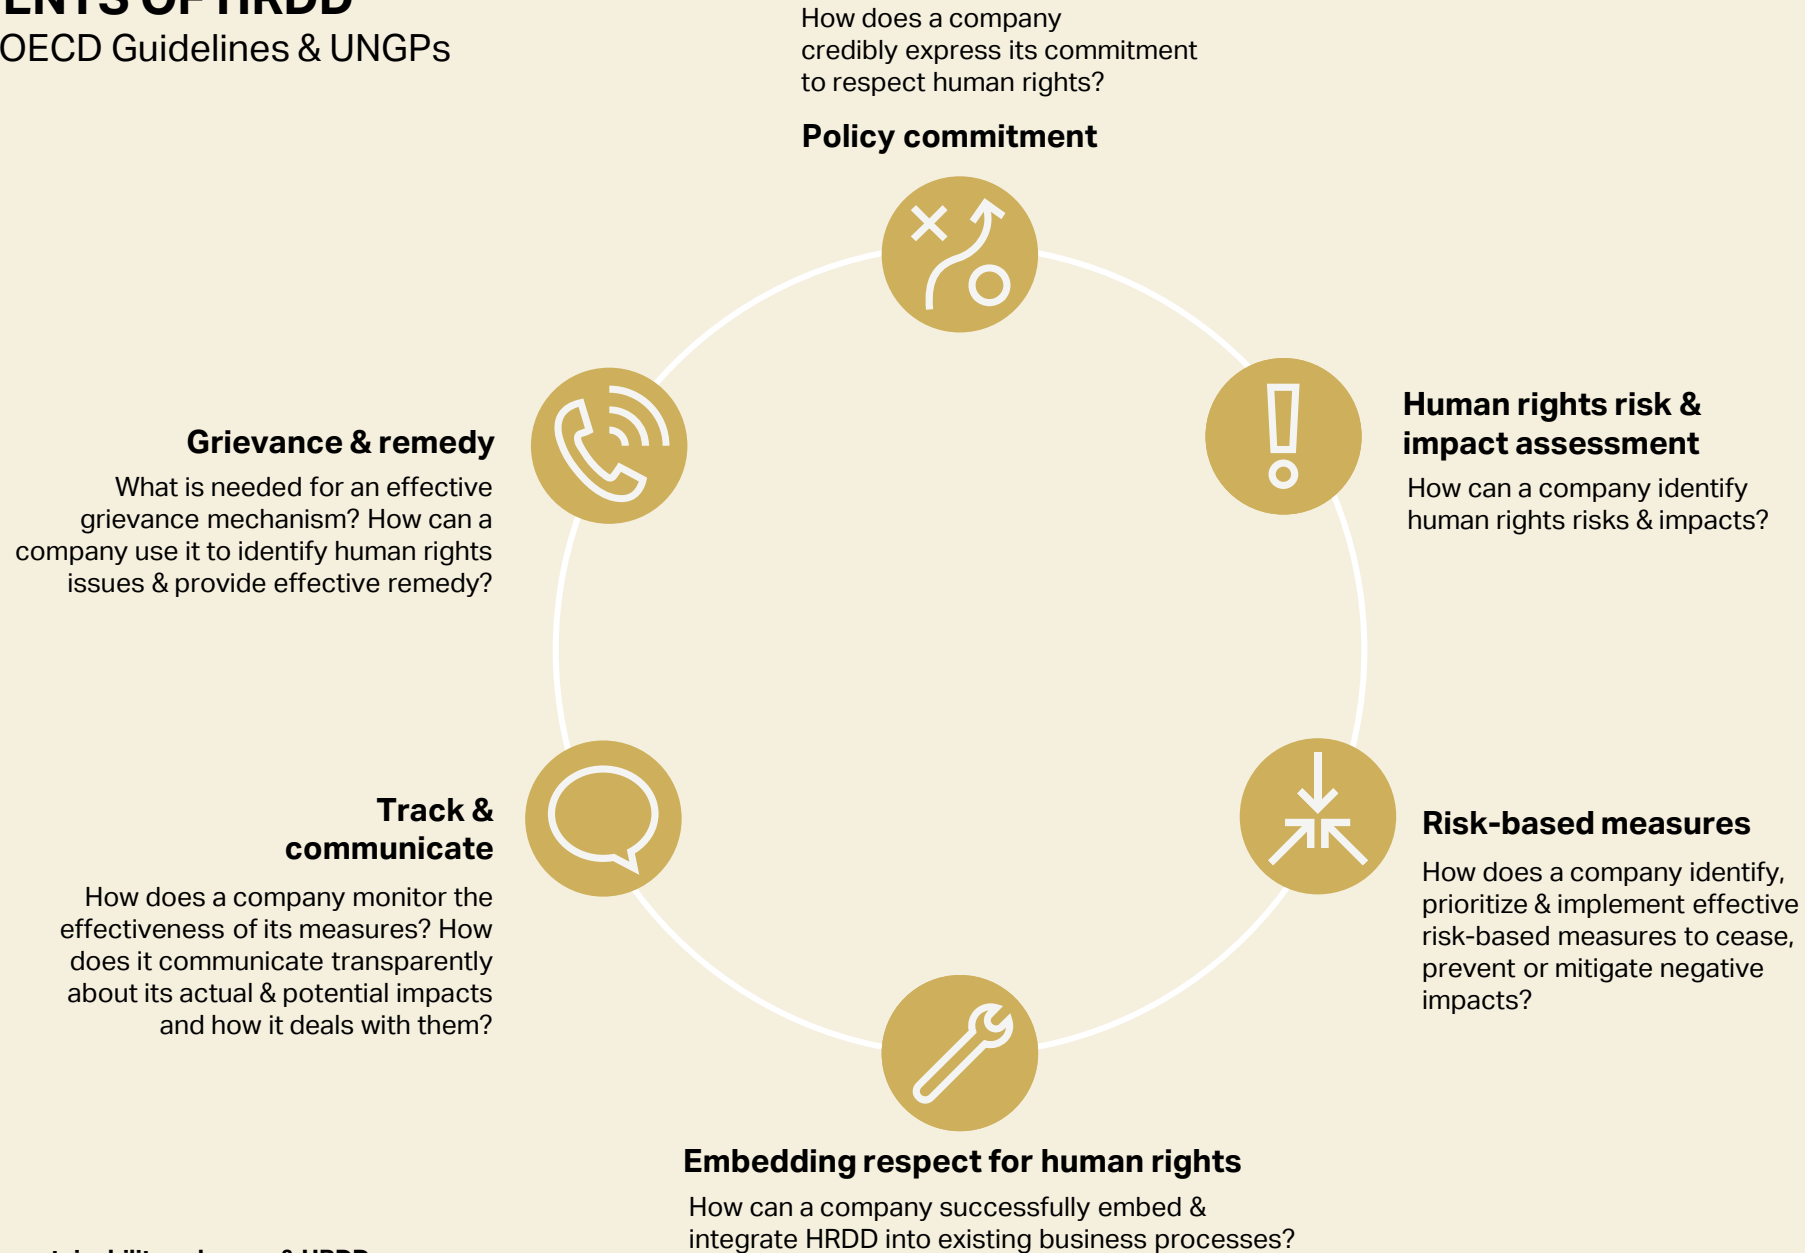 OF HRDD
OECD Guidelines & UNGPs
How does a company
credibly express its commitment
to respect human rights?
Policy commitment
Human rights risk &
impact assessment
How can a company identify
human rights risks & impacts?
Risk-based measures
How does a company identify,
prioritize & implement effective
risk-based measures to cease,
prevent or mitigate negative
impacts?
Embedding respect for human rights
How can a company successfully embed &
integrate HRDD into existing business processes?
Track &
communicate
How does a company monitor the
effectiveness of its measures? How
does it communicate transparently
about its actual & potential impacts
and how it deals with them?
Grievance & remedy
What is needed for an effective
grievance mechanism? How can a
company use it to identify human rights
issues & provide effective remedy?
& HRDD